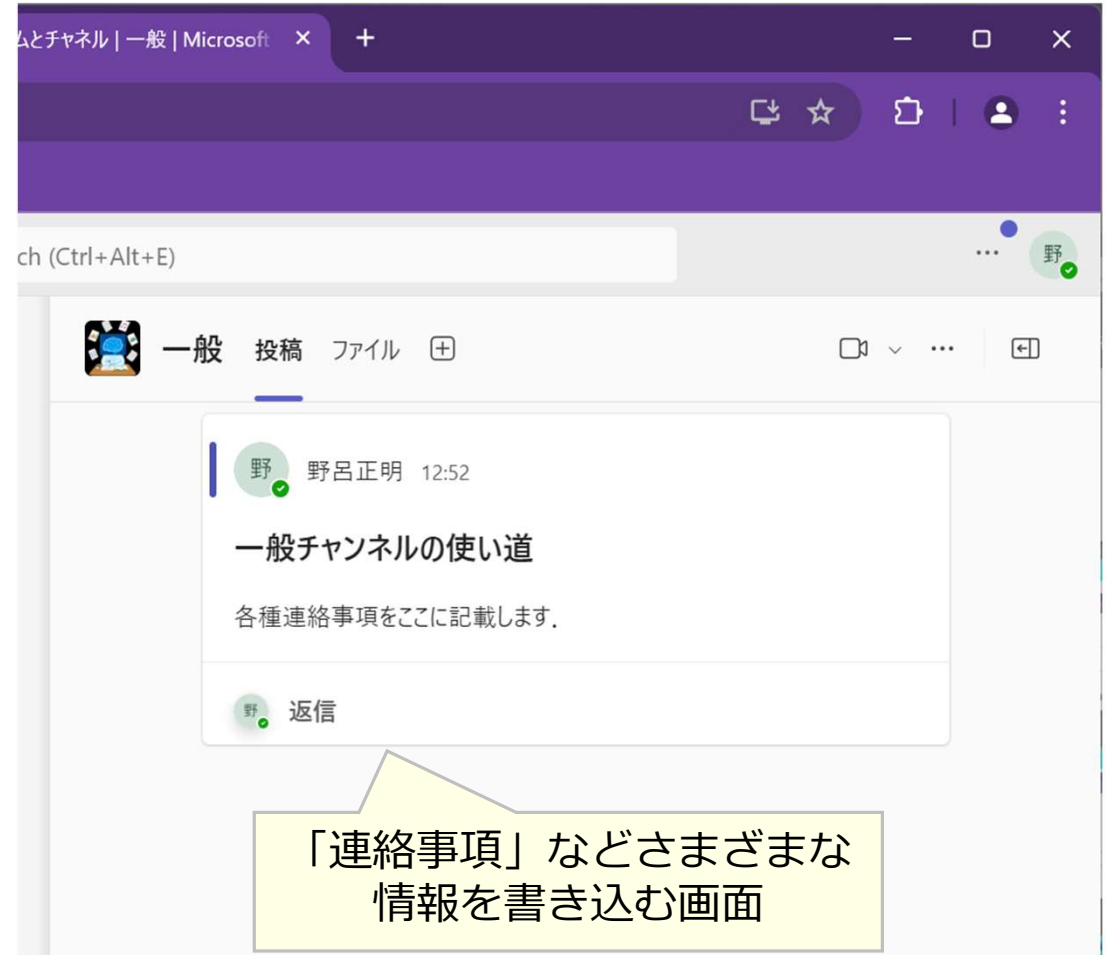 ムとチャネル | 一般 | Microsoft
ch (Ctrl+Alt+E)
野
一般 投稿 ファイル
野 野呂正明 12:52
一般チャンネルの使い道
各種連絡事項をここに記載します.
野 返信
「連絡事項」などさまざまな
情報を書き込む画面